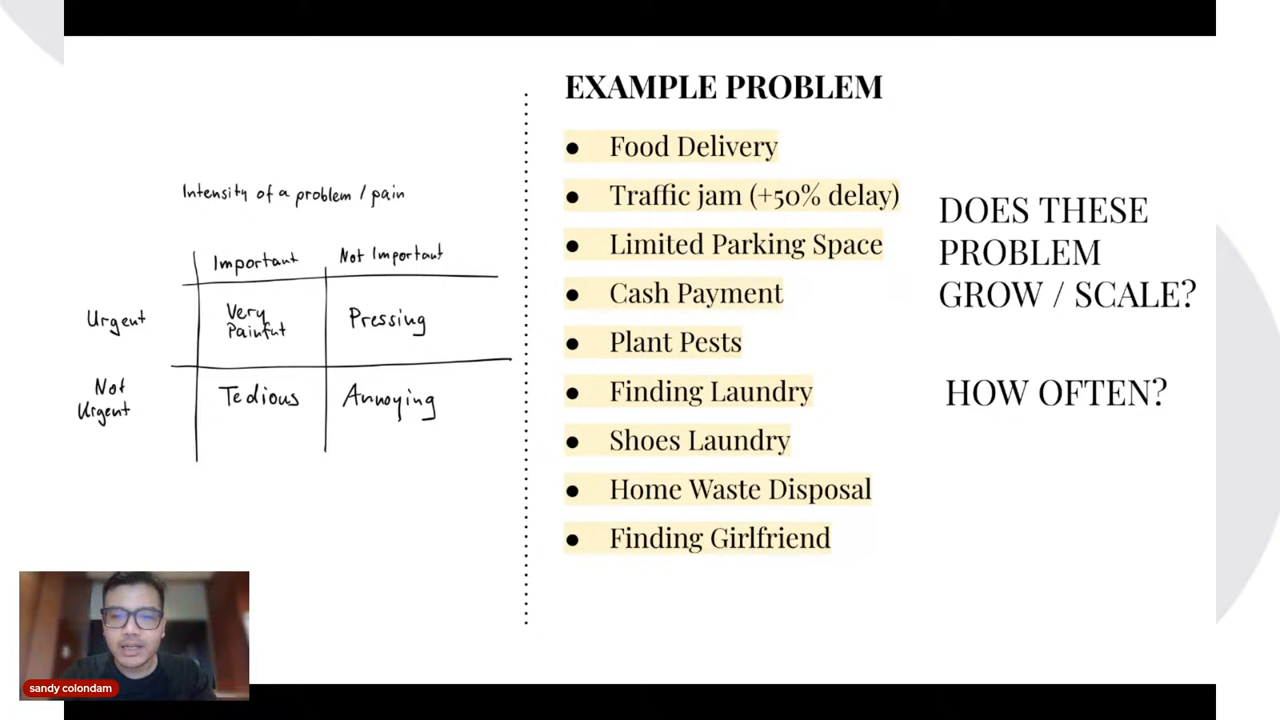 Intensity of a problem / pain
Important
Not Important
Urgent
Very
Painful
Pressing
Not
Urgent
Tedious
Annoying
EXAMPLE PROBLEM
● Food Delivery
● Traffic jam (+50% delay)
● Limited Parking Space
● Cash Payment
● Plant Pests
● Finding Laundry
● Shoes Laundry
● Home Waste Disposal
● Finding Girlfriend
DOES THESE
PROBLEM
GROW / SCALE?
HOW OFTEN?
sandy colondam